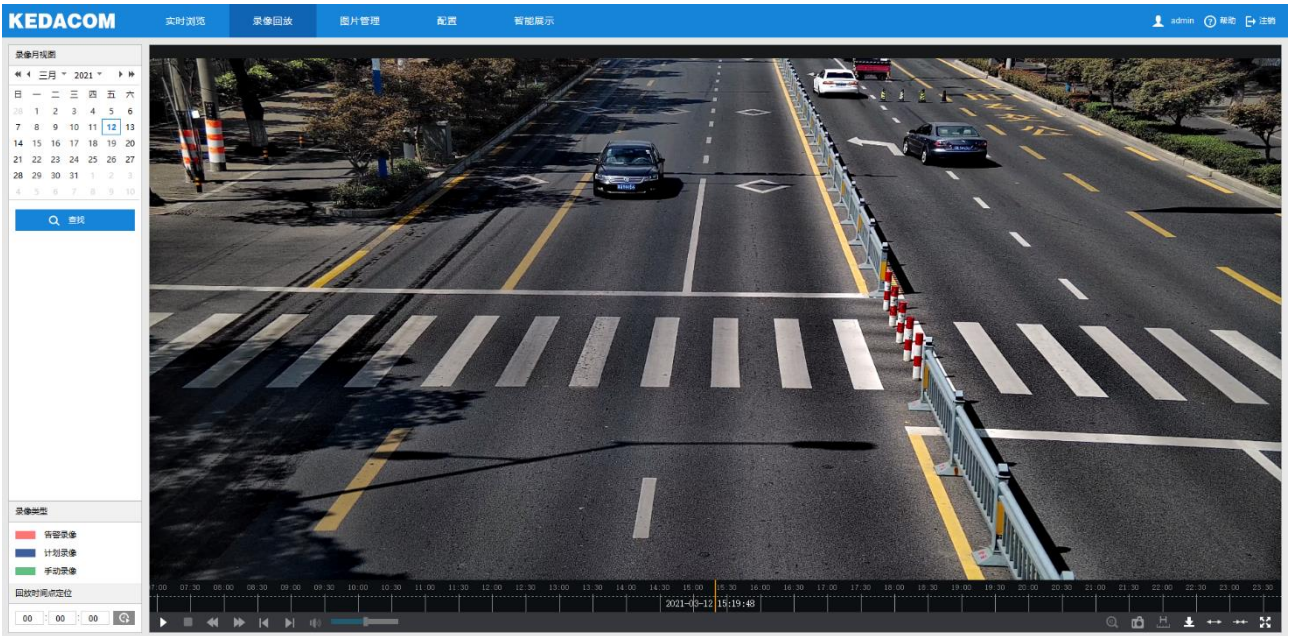 KEDACOM 实时浏览 录像回放 图片管理 配置 智能展示 admin 帮助 注销
录像月视图
三月 2021
日 一 二 三 四 五 六
28 1 2 3 4 5 6
7 8 9 10 11 12 13
14 15 16 17 18 19 20
21 22 23 24 25 26 27
28 29 30 31 1 2 3
4 5 6 7 8 9 10
查找
录像类型
告警录像
计划录像
手动录像
回放时间点定位
00 : 00 : 00
07:30 08:00 08:30 09:00 09:30 10:00 10:30 11:00 11:30 12:00 12:30 13:00 13:30 14:00 14:30 15:00 15:30 16:00 16:30 17:00 17:30 18:00 18:30 19:00 19:30 20:00 20:30 21:00 21:30 22:00 22:30 23:00 23:30
2021-03-12 15:19:48